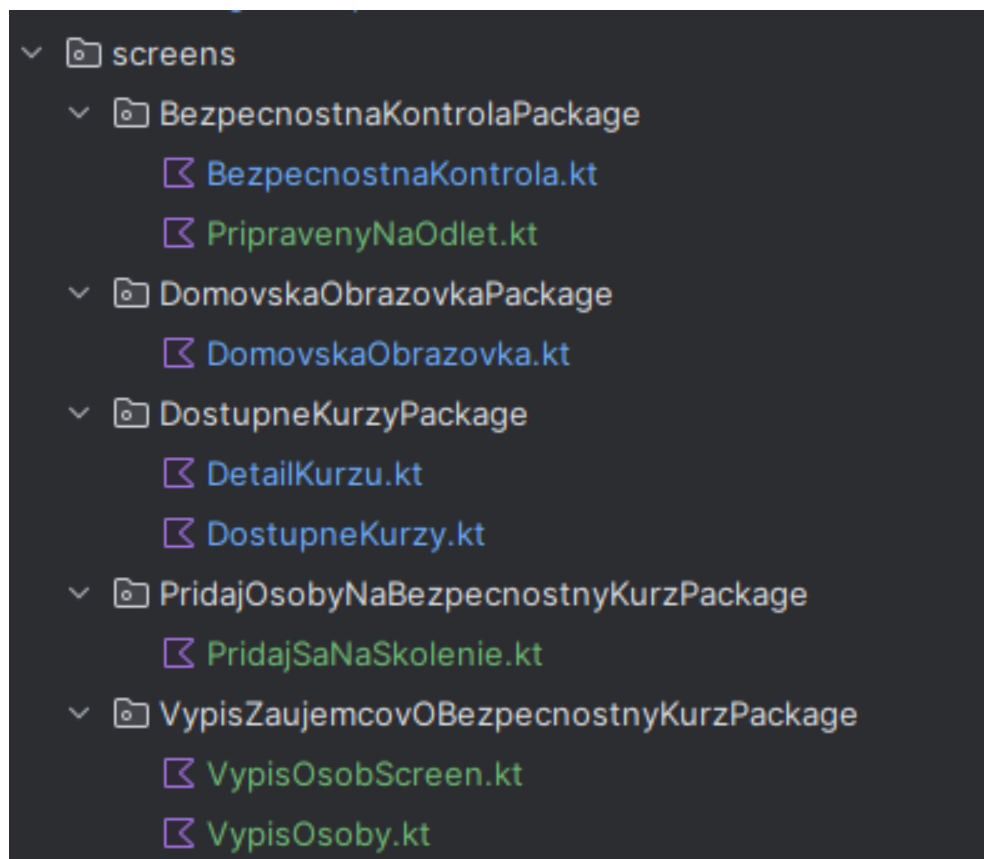 screens
BezpecnostnaKontrolaPackage
BezpecnostnaKontrola.kt
PripravenyNaOdlet.kt
DomovskaObrazovkaPackage
DomovskaObrazovka.kt
DostupneKurzyPackage
DetailKurzu.kt
DostupneKurzy.kt
PridajOsobyNaBezpecnostnyKurzPackage
PridajSaNaSkolenie.kt
VypisZaujemcovOBezpecnostnyKurzPackage
VypisOsobScreen.kt
VypisOsoby.kt